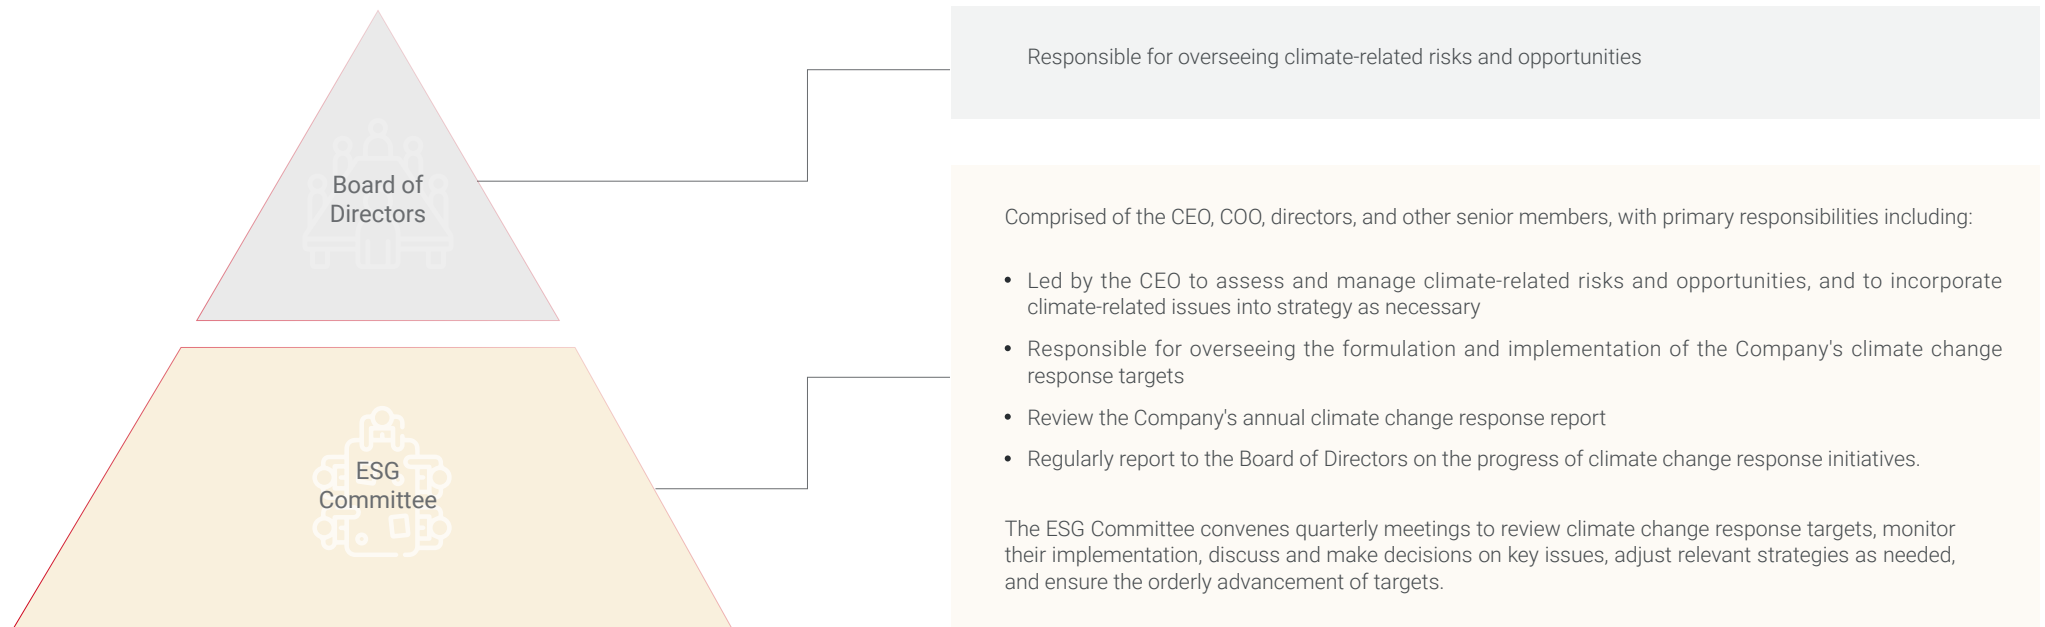 Board of
Directors
Responsible for overseeing climate-related risks and opportunities
ESG
Committee
Comprised of the CEO, COO, directors, and other senior members, with primary responsibilities including:
• Led by the CEO to assess and manage climate-related risks and opportunities, and to incorporate
climate-related issues into strategy as necessary
• Responsible for overseeing the formulation and implementation of the Company's climate change
response targets
• Review the Company's annual climate change response report
• Regularly report to the Board of Directors on the progress of climate change response initiatives.
The ESG Committee convenes quarterly meetings to review climate change response targets, monitor
their implementation, discuss and make decisions on key issues, adjust relevant strategies as needed,
and ensure the orderly advancement of targets.